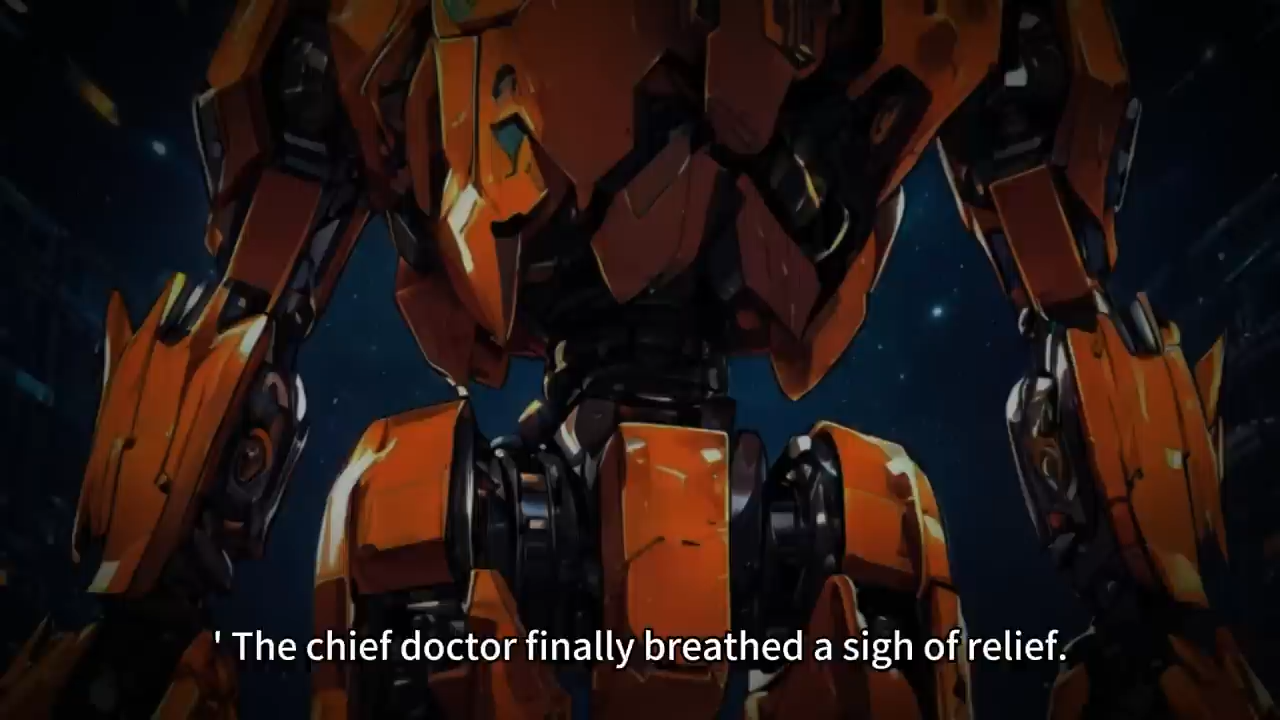 ' The chief doctor finally breathed a sigh of relief.